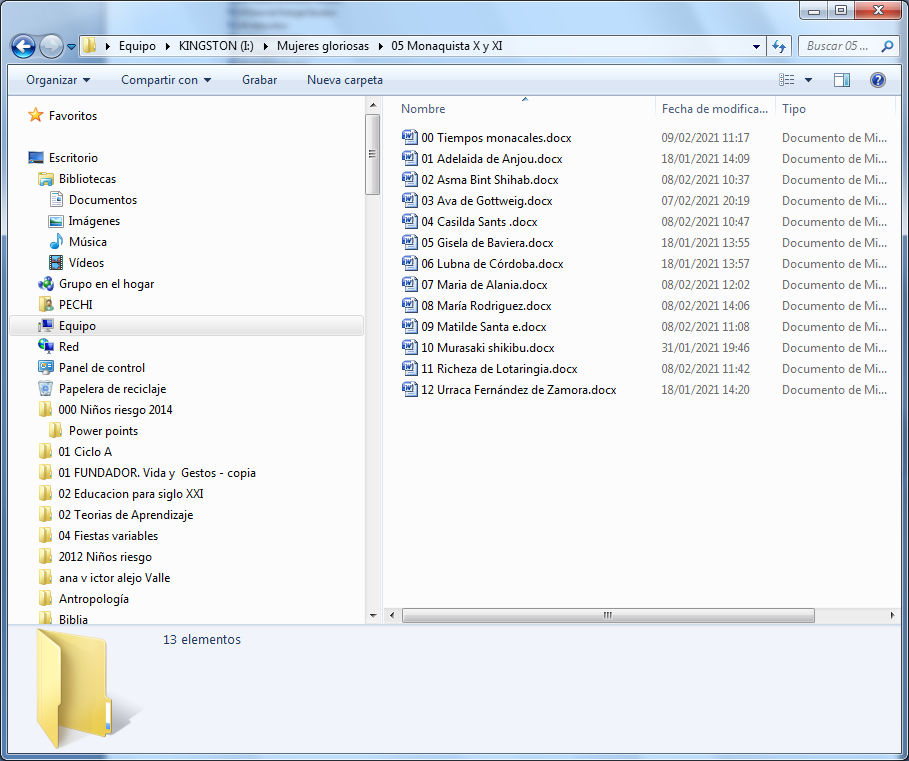 Equipo KINGSTON (I:) Mujeres gloriosas 05 Monaquista X y XI
Buscar 05 ...
Organizar Compartir con Grabar Nueva carpeta
Favoritos
Escritorio
Bibliotecas
Documentos
Imágenes
Música
Vídeos
Grupo en el hogar
PECHI
Equipo
Red
Panel de control
Papelera de reciclaje
000 Niños riesgo 2014
Power points
01 Ciclo A
01 FUNDADOR. Vida y  Gestos - copia
02 Educacion para siglo XXI
02 Teorias de Aprendizaje
04 Fiestas variables
2012 Niños riesgo
ana v ictor alejo Valle
Antropología
Biblia
Nombre Fecha de modifica... Tipo
00 Tiempos monacales.docx 09/02/2021 11:17 Documento de Mi...
01 Adelaida de Anjou.docx 18/01/2021 14:09 Documento de Mi...
02 Asma Bint Shihab.docx 08/02/2021 10:37 Documento de Mi...
03 Ava de Gottweig.docx 07/02/2021 20:19 Documento de Mi...
04 Casilda Sants .docx 08/02/2021 10:47 Documento de Mi...
05 Gisela de Baviera.docx 18/01/2021 13:55 Documento de Mi...
06 Lubna de Córdoba.docx 18/01/2021 13:57 Documento de Mi...
07 Maria de Alania.docx 08/02/2021 12:02 Documento de Mi...
08 María Rodriguez.docx 08/02/2021 14:06 Documento de Mi...
09 Matilde Santa e.docx 08/02/2021 11:08 Documento de Mi...
10 Murasaki shikibu.docx 31/01/2021 19:46 Documento de Mi...
11 Richeza de Lotaringia.docx 08/02/2021 11:42 Documento de Mi...
12 Urraca Fernández de Zamora.docx 18/01/2021 14:20 Documento de Mi...
13 elementos